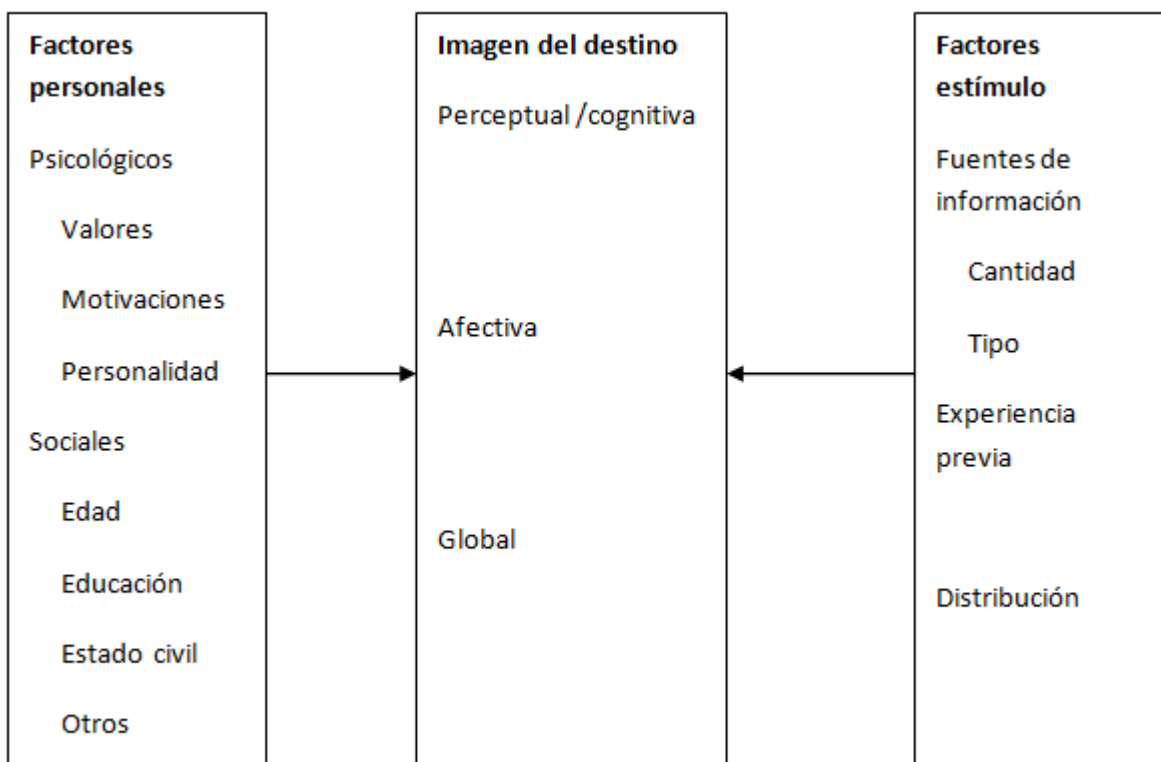 Factores
personales
Psicológicos
Valores
Motivaciones
Personalidad
Sociales
Edad
Educación
Estado civil
Otros
Imagen del destino
Perceptual /cognitiva
Afectiva
Global
Factores
estímulo
Fuentes de
información
Cantidad
Tipo
Experiencia
previa
Distribución